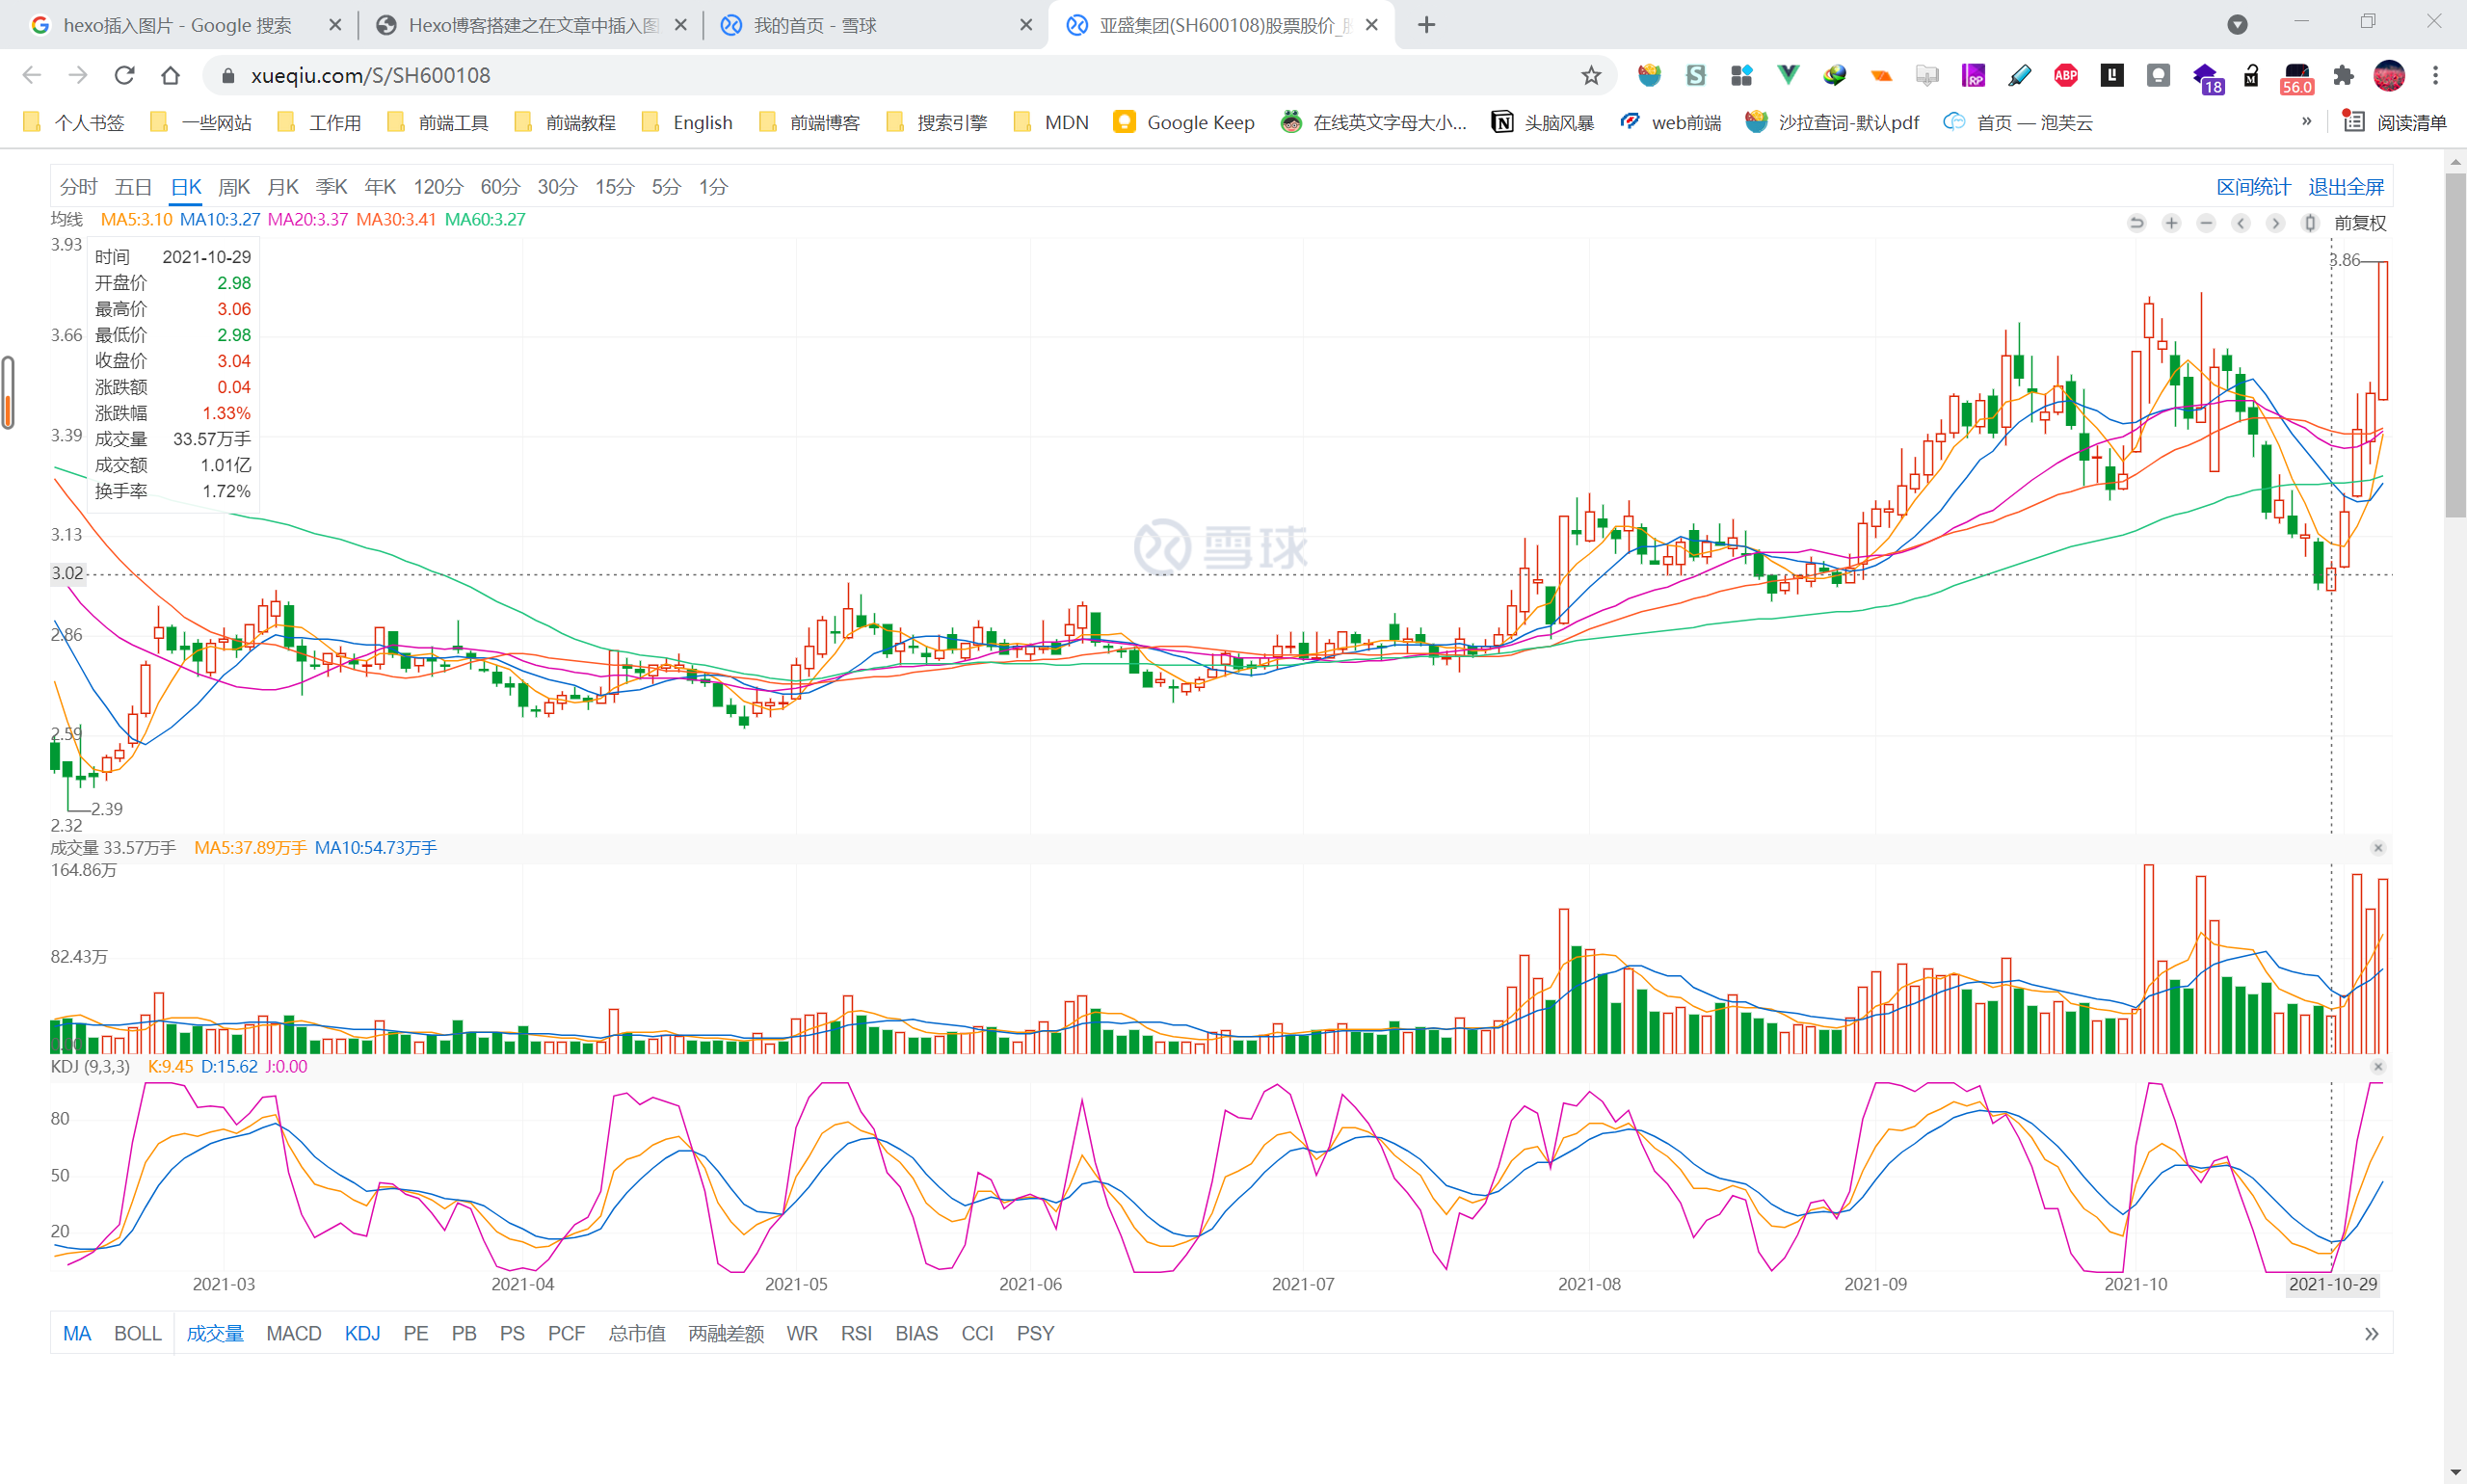 hexo插入图片 - Google 搜索
Hexo博客搭建之在文章中插入图
我的首页 - 雪球
亚盛集团(SH600108)股票股价_
xueqiu.com/S/SH600108
RP ABP 18 56.0
个人书签 一些网站 工作用 前端工具 前端教程 English 前端博客 搜索引擎 MDN Google Keep 在线英文字母大小... 头脑风暴 web前端 沙拉查词-默认pdf 首页 — 泡芙云 » 阅读清单
分时 五日 日K 周K 月K 季K 年K 120分 60分 30分 15分 5分 1分 区间统计 退出全屏
均线 MA5:3.10 MA10:3.27 MA20:3.37 MA30:3.41 MA60:3.27 前复权
3.93
时间 2021-10-29
开盘价 2.98
最高价 3.06
最低价 2.98
收盘价 3.04
涨跌额 0.04
涨跌幅 1.33%
成交量 33.57万手
成交额 1.01亿
换手率 1.72%
3.86
3.66
3.39
3.13
3.02
2.86
2.59
2.39
2.32
雪球
成交量 33.57万手 MA5:37.89万手 MA10:54.73万手
164.86万
82.43万
KDJ (9,3,3) K:9.45 D:15.62 J:0.00
80
50
20
2021-03 2021-04 2021-05 2021-06 2021-07 2021-08 2021-09 2021-10 2021-10-29
MA BOLL 成交量 MACD KDJ PE PB PS PCF 总市值 两融差额 WR RSI BIAS CCI PSY »